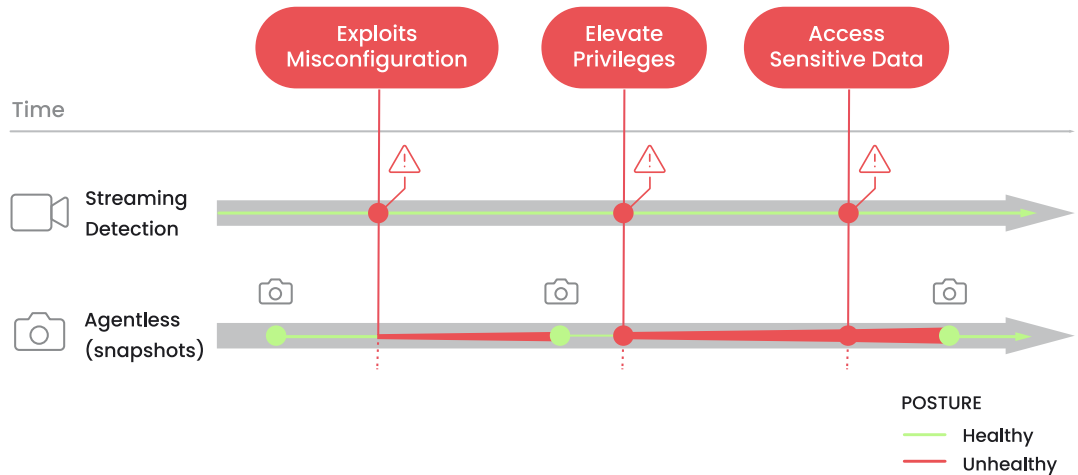 Exploits
Misconfiguration
Elevate
Privileges
Access
Sensitive Data
Time
Streaming
Detection
Agentless
(snapshots)
POSTURE
Healthy
Unhealthy